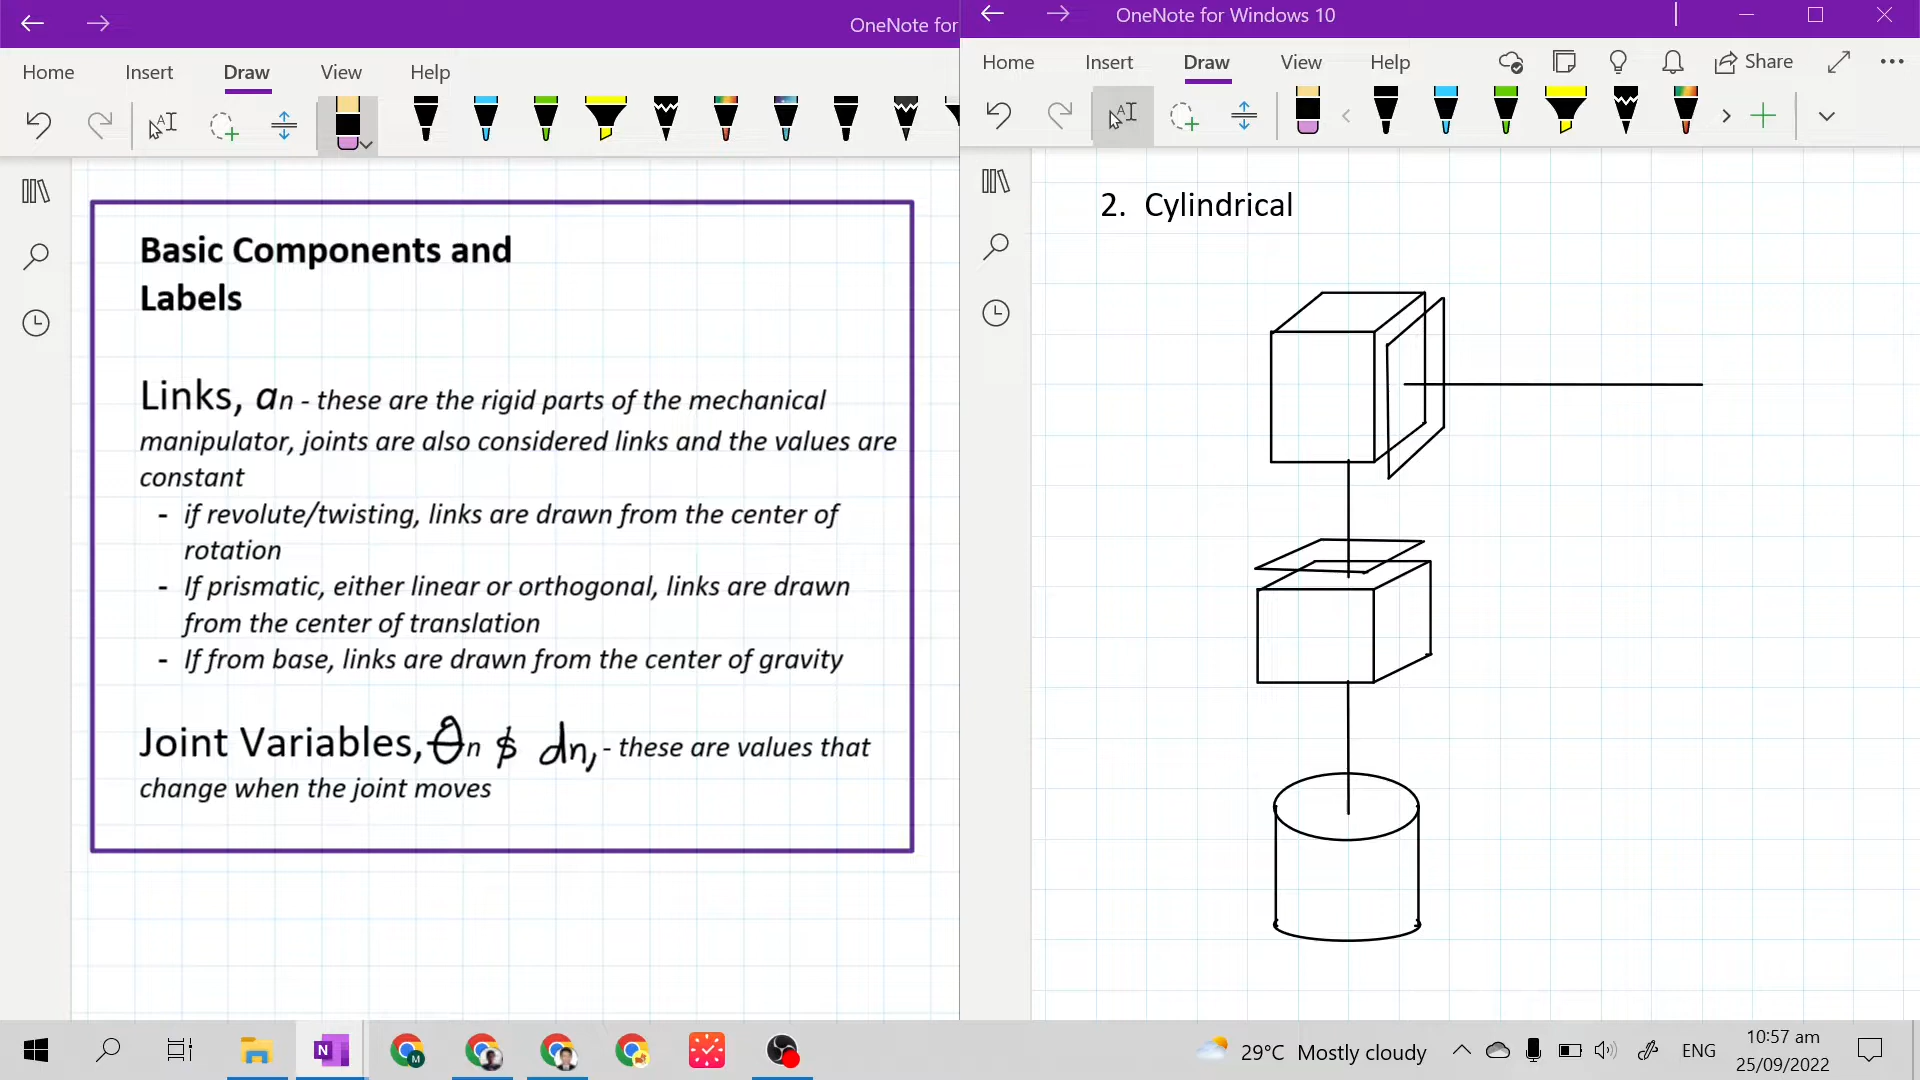 OneNote for
Home Insert Draw View Help
Basic Components and
Labels
Links, an - these are the rigid parts of the mechanical
manipulator, joints are also considered links and the values are
constant
- if revolute/twisting, links are drawn from the center of
rotation
- If prismatic, either linear or orthogonal, links are drawn
from the center of translation
- If from base, links are drawn from the center of gravity
Joint Variables, θn & dn, - these are values that
change when the joint moves
OneNote for Windows 10
Home Insert Draw View Help Share
2. Cylindrical
29°C Mostly cloudy ENG 10:57 am
25/09/2022